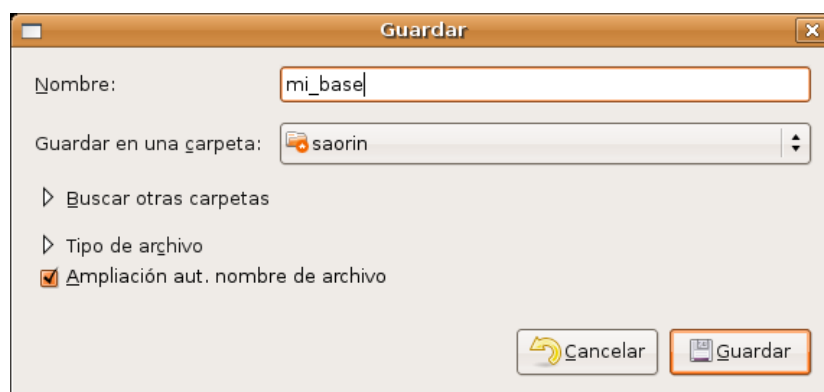 Guardar
Nombre: mi_base
Guardar en una carpeta: saorin
Buscar otras carpetas
Tipo de archivo
Ampliación aut. nombre de archivo
Cancelar Guardar